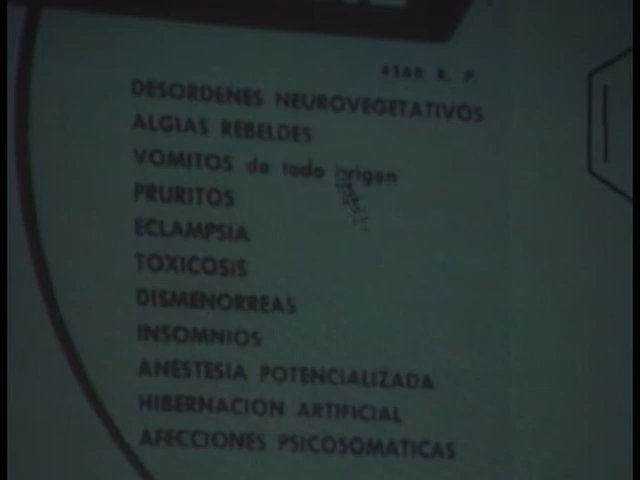 4160 R. P.
DESORDENES NEUROVEGETATIVOS
ALGIAS REBELDES
VOMITOS de todo origen
PRURITOS
ECLAMPSIA
TOXICOSIS
DISMENORREAS
INSOMNIOS
ANESTESIA POTENCIALIZADA
HIBERNACION ARTIFICIAL
AFECCIONES PSICOSOMATICAS